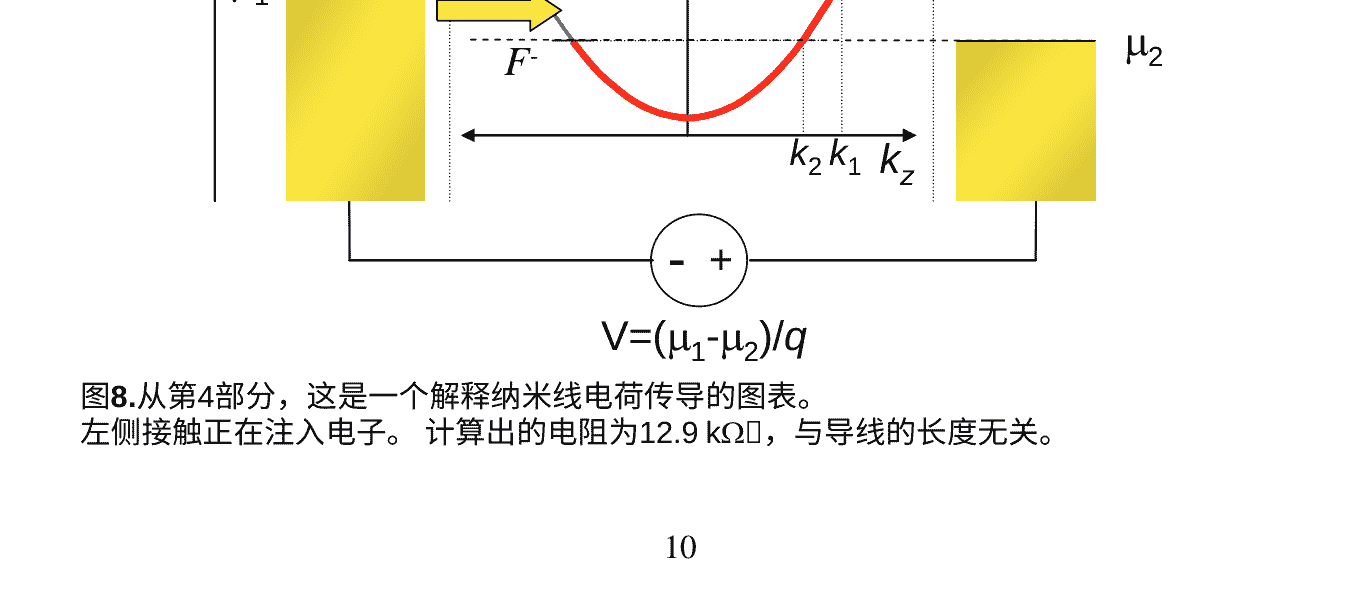 F-
μ2
k2 k1 kz
- +
V=(μ1-μ2)/q
图8.从第4部分，这是一个解释纳米线电荷传导的图表。
左侧接触正在注入电子。 计算出的电阻为12.9 kΩ，与导线的长度无关。
10